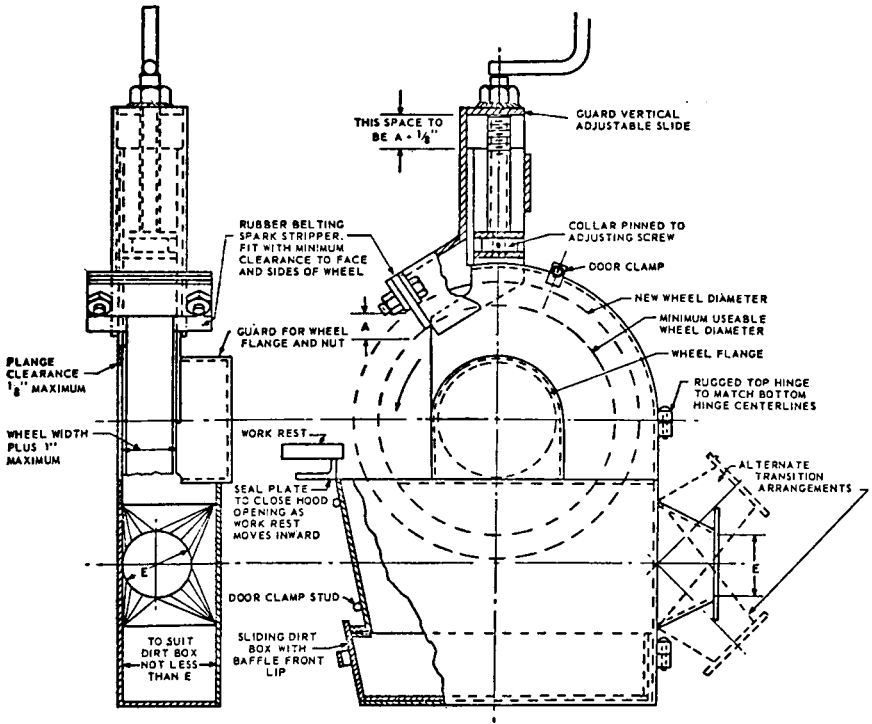 THIS SPACE TO
BE A + 1/8"
GUARD VERTICAL
ADJUSTABLE SLIDE
RUBBER BELTING
SPARK STRIPPER.
FIT WITH MINIMUM
CLEARANCE TO FACE
AND SIDES OF WHEEL
COLLAR PINNED TO
ADJUSTING SCREW
DOOR CLAMP
NEW WHEEL DIAMETER
MINIMUM USEABLE
WHEEL DIAMETER
WHEEL FLANGE
A
GUARD FOR WHEEL
FLANGE AND NUT
FLANGE
CLEARANCE
1/8" MAXIMUM
RUGGED TOP HINGE
TO MATCH BOTTOM
HINGE CENTERLINES
WHEEL WIDTH
PLUS 1"
MAXIMUM
WORK REST
SEAL PLATE
TO CLOSE HOOD
OPENING AS
WORK REST
MOVES INWARD
ALTERNATE
TRANSITION
ARRANGEMENTS
E
E
DOOR CLAMP STUD
SLIDING DIRT
BOX WITH
BAFFLE FRONT
LIP
TO SUIT
DIRT BOX
NOT LESS
THAN E